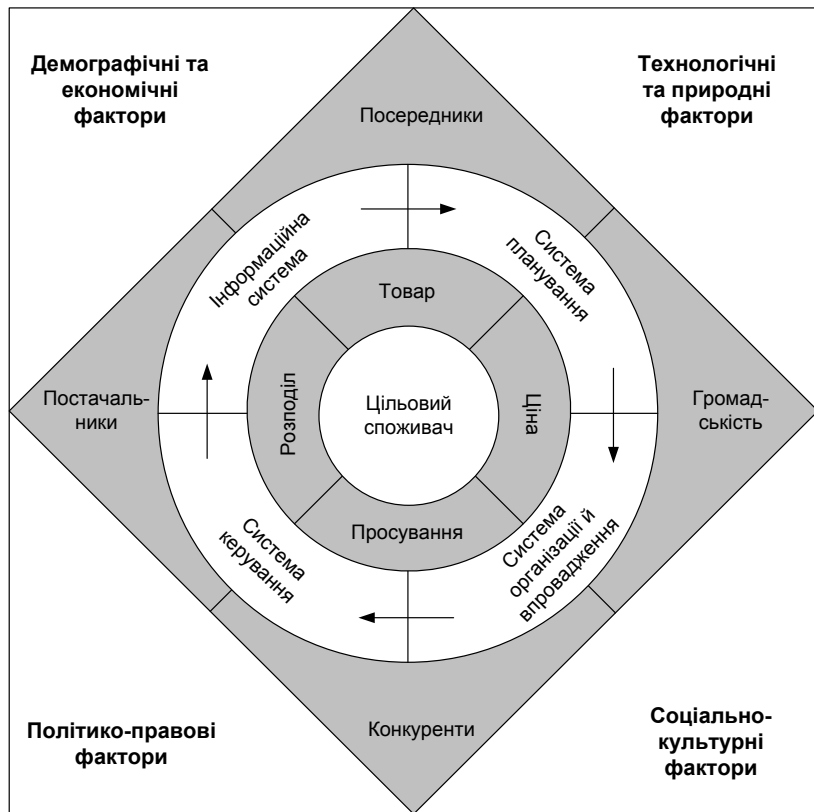 Демографічні та
економічні
фактори
Технологічні
та природні
фактори
Посередники
Інформаційна
система
Система
планування
Товар
Постачаль-
ники
Розподіл
Цільовий
споживач
Ціна
Громад-
ськість
Просування
Система
керування
Система
організації й
впровадження
Конкуренти
Політико-правові
фактори
Соціально-
культурні
фактори